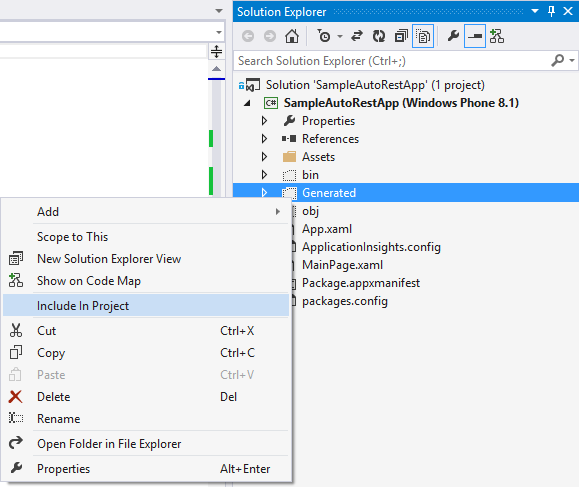 Solution Explorer
Search Solution Explorer (Ctrl+;)
Solution 'SampleAutoRestApp' (1 project)
C# SampleAutoRestApp (Windows Phone 8.1)
Properties
References
Assets
bin
Generated
obj
App.xaml
ApplicationInsights.config
MainPage.xaml
Package.appxmanifest
packages.config
Add
Scope to This
New Solution Explorer View
Show on Code Map
Include In Project
Cut Ctrl+X
Copy Ctrl+C
Paste Ctrl+V
Delete Del
Rename
Open Folder in File Explorer
Properties Alt+Enter